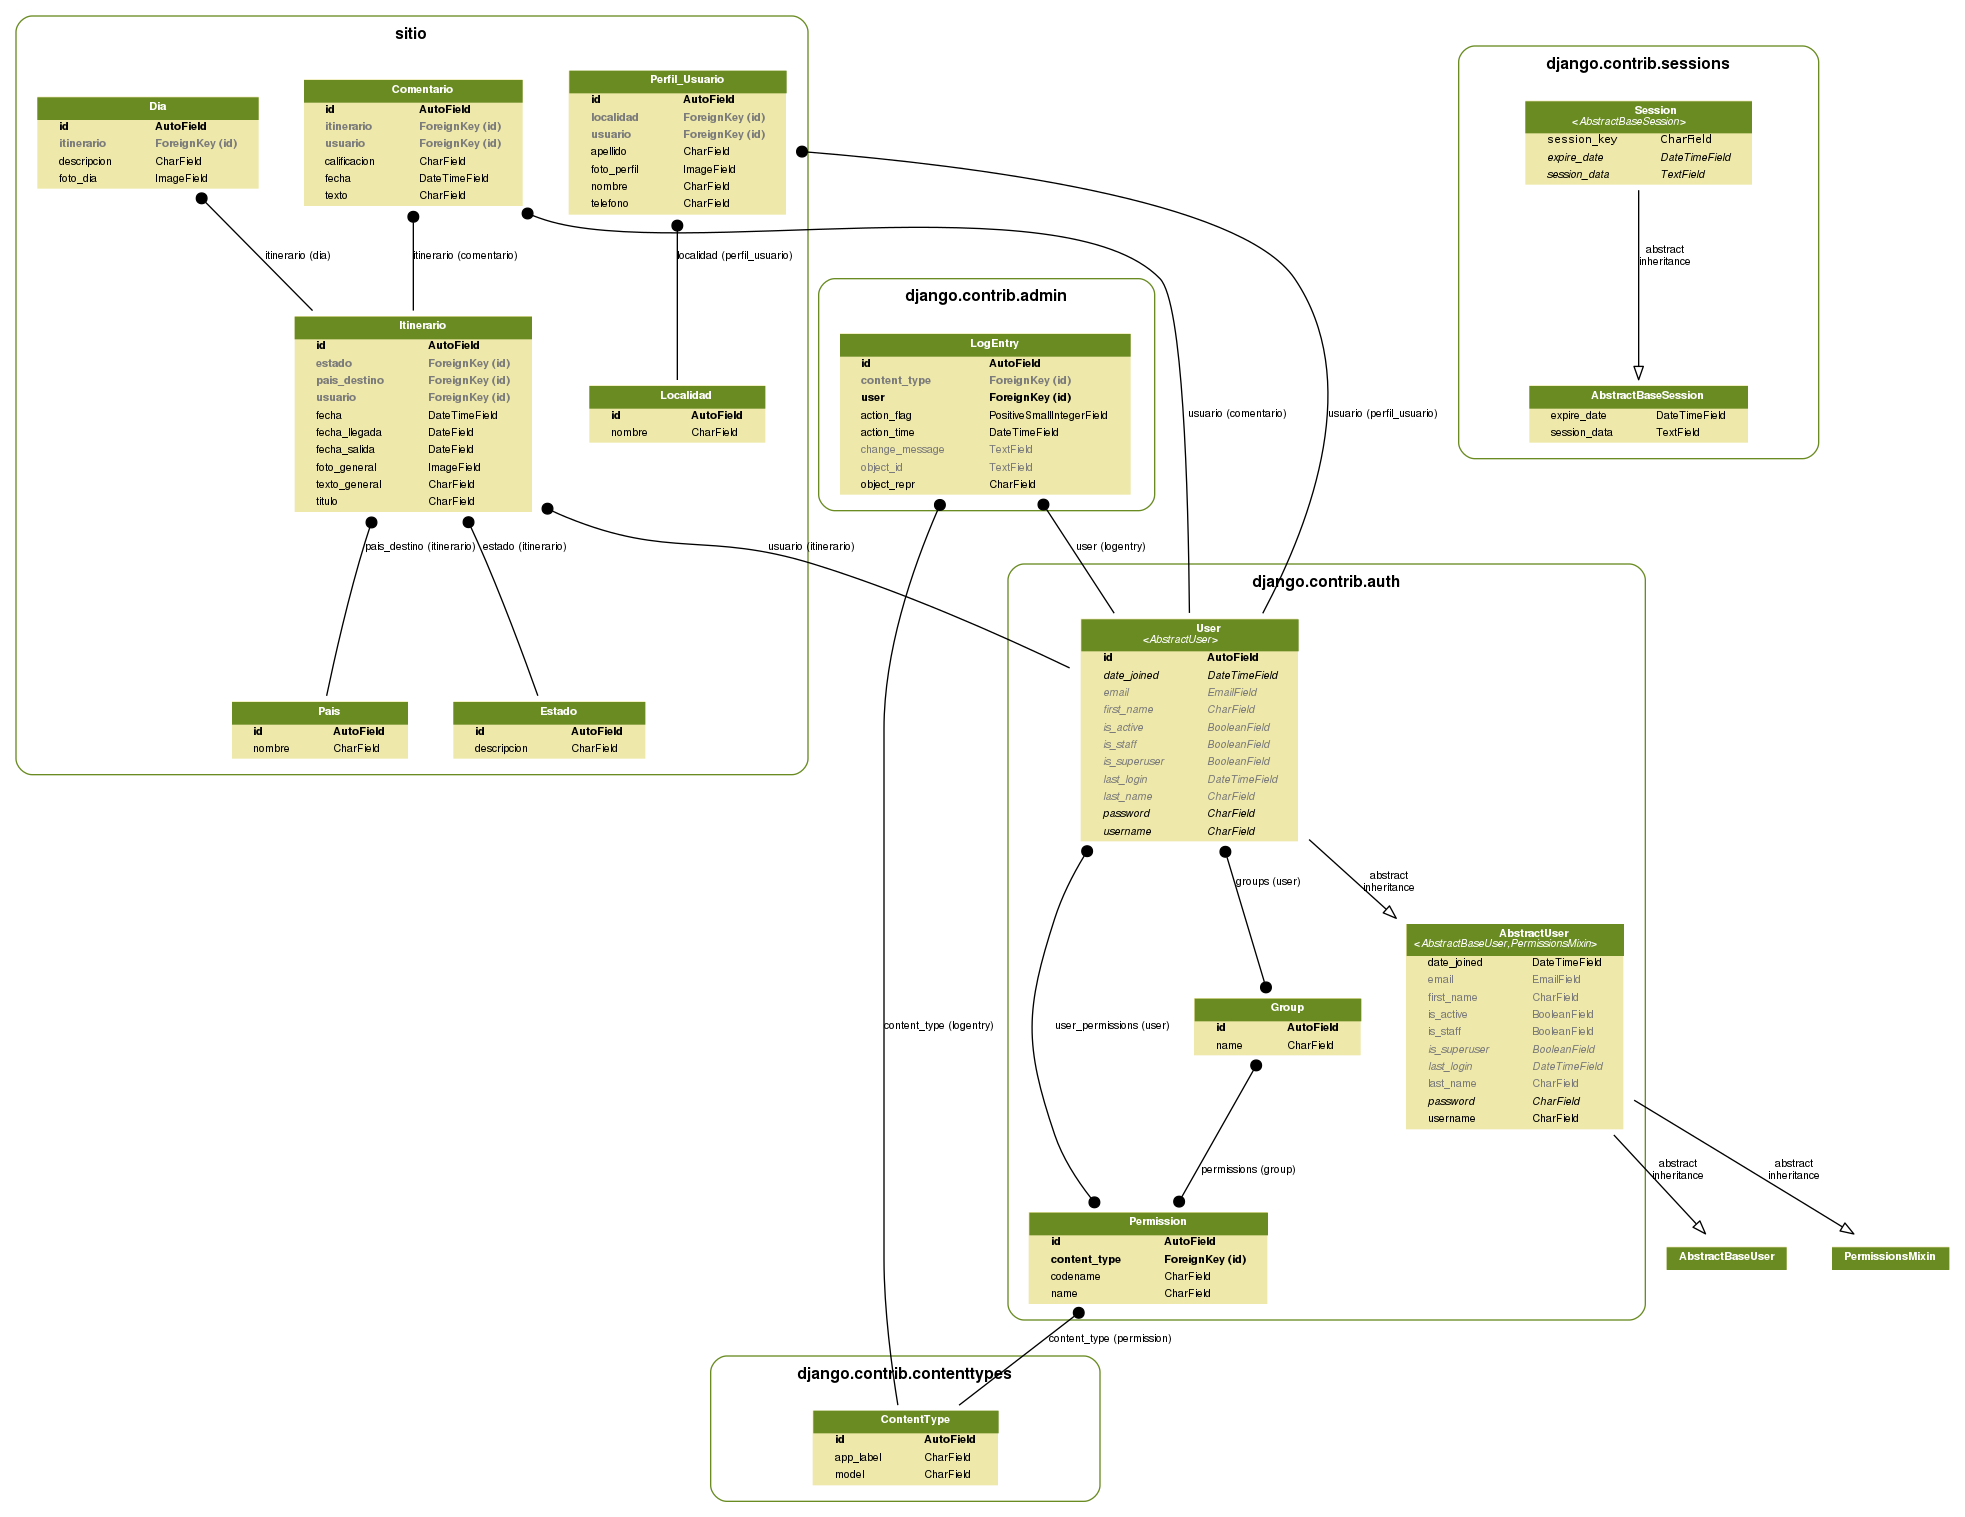 sitio
Dia
id AutoField
itinerario ForeignKey (id)
descripcion CharField
foto_dia ImageField
Comentario
id AutoField
itinerario ForeignKey (id)
usuario ForeignKey (id)
calificacion CharField
fecha DateTimeField
texto CharField
Perfil_Usuario
id AutoField
localidad ForeignKey (id)
usuario ForeignKey (id)
apellido CharField
foto_perfil ImageField
nombre CharField
telefono CharField
itinerario (dia)
itinerario (comentario)
localidad (perfil_usuario)
Itinerario
id AutoField
estado ForeignKey (id)
pais_destino ForeignKey (id)
usuario ForeignKey (id)
fecha DateTimeField
fecha_llegada DateField
fecha_salida DateField
foto_general ImageField
texto_general CharField
titulo CharField
Localidad
id AutoField
nombre CharField
pais_destino (itinerario)
estado (itinerario)
usuario (itinerario)
Pais
id AutoField
nombre CharField
Estado
id AutoField
descripcion CharField
django.contrib.admin
LogEntry
id AutoField
content_type ForeignKey (id)
user ForeignKey (id)
action_flag PositiveSmallIntegerField
action_time DateTimeField
change_message TextField
object_id TextField
object_repr CharField
user (logentry)
usuario (comentario)
usuario (perfil_usuario)
django.contrib.sessions
Session
<AbstractBaseSession>
session_key CharField
expire_date DateTimeField
session_data TextField
abstract
inheritance
AbstractBaseSession
expire_date DateTimeField
session_data TextField
django.contrib.auth
User
<AbstractUser>
id AutoField
date_joined DateTimeField
email EmailField
first_name CharField
is_active BooleanField
is_staff BooleanField
is_superuser BooleanField
last_login DateTimeField
last_name CharField
password CharField
username CharField
groups (user)
abstract
inheritance
AbstractUser
<AbstractBaseUser,PermissionsMixin>
date_joined DateTimeField
email EmailField
first_name CharField
is_active BooleanField
is_staff BooleanField
is_superuser BooleanField
last_login DateTimeField
last_name CharField
password CharField
username CharField
content_type (logentry)
user_permissions (user)
Group
id AutoField
name CharField
permissions (group)
abstract
inheritance
abstract
inheritance
Permission
id AutoField
content_type ForeignKey (id)
codename CharField
name CharField
AbstractBaseUser
PermissionsMixin
content_type (permission)
django.contrib.contenttypes
ContentType
id AutoField
app_label CharField
model CharField